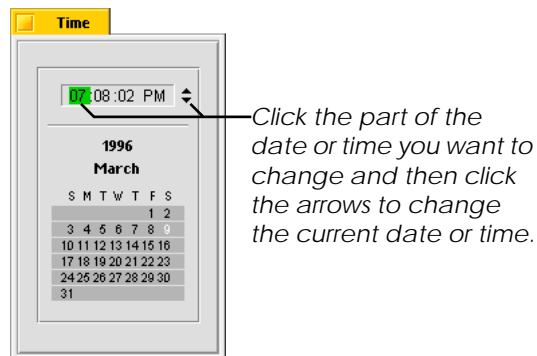 Time
07:08:02 PM
1996
March
S M T W T F S
1 2
3 4 5 6 7 8 9
10 11 12 13 14 15 16
17 18 19 20 21 22 23
24 25 26 27 28 29 30
31
Click the part of the
date or time you want to
change and then click
the arrows to change
the current date or time.